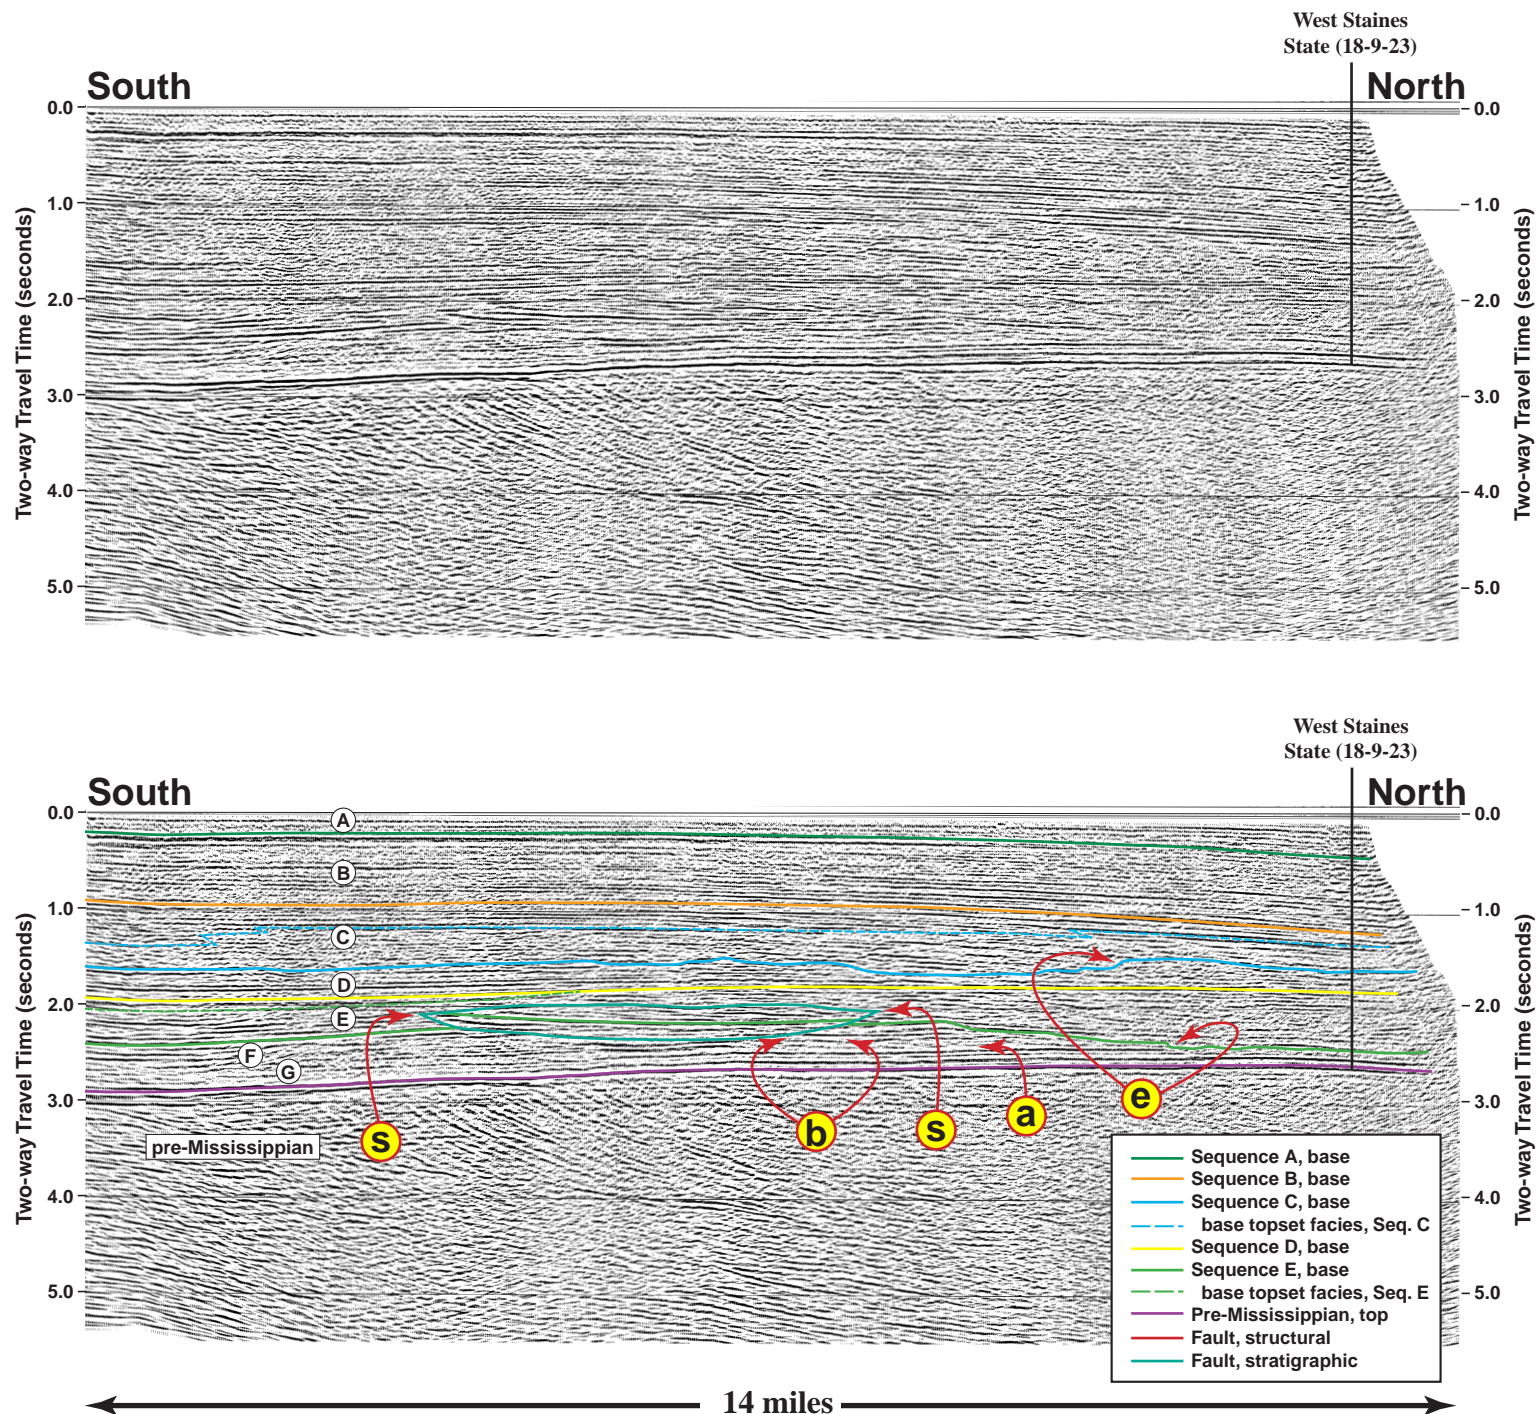 West Staines
State (18-9-23)
South
North
0.0
0.0
1.0
1.0
2.0
2.0
3.0
3.0
4.0
4.0
5.0
5.0
Two-way Travel Time (seconds)
Two-way Travel Time (seconds)
West Staines
State (18-9-23)
South
North
0.0
0.0
A
B
1.0
1.0
C
D
2.0
2.0
E
F
G
3.0
3.0
e
a
s
b
s
pre-Mississippian
4.0
4.0
5.0
5.0
Two-way Travel Time (seconds)
Two-way Travel Time (seconds)
Sequence A, base
Sequence B, base
Sequence C, base
base topset facies, Seq. C
Sequence D, base
Sequence E, base
base topset facies, Seq. E
Pre-Mississippian, top
Fault, structural
Fault, stratigraphic
14 miles